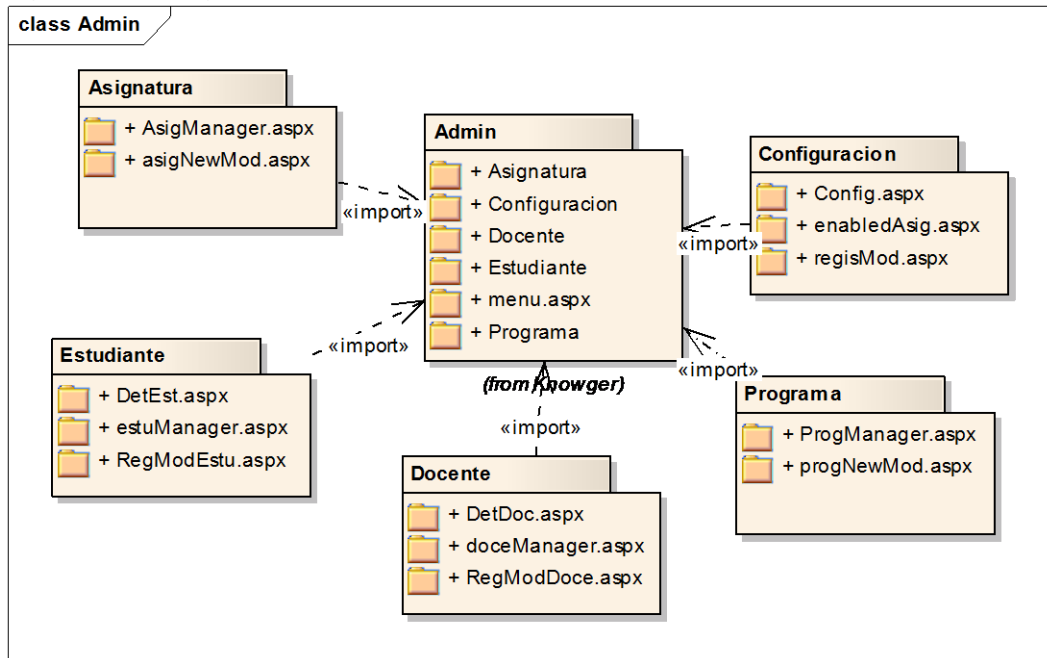 class Admin
Asignatura
+ AsigManager.aspx
+ asigNewMod.aspx
«import»
Admin
+ Asignatura
+ Configuracion
+ Docente
+ Estudiante
+ menu.aspx
+ Programa
(from Knowger)
Configuracion
+ Config.aspx
+ enabledAsig.aspx
+ regisMod.aspx
«import»
Estudiante
+ DetEst.aspx
+ estuManager.aspx
+ RegModEstu.aspx
«import»
«import»
Docente
+ DetDoc.aspx
+ doceManager.aspx
+ RegModDoce.aspx
«import»
Programa
+ ProgManager.aspx
+ progNewMod.aspx